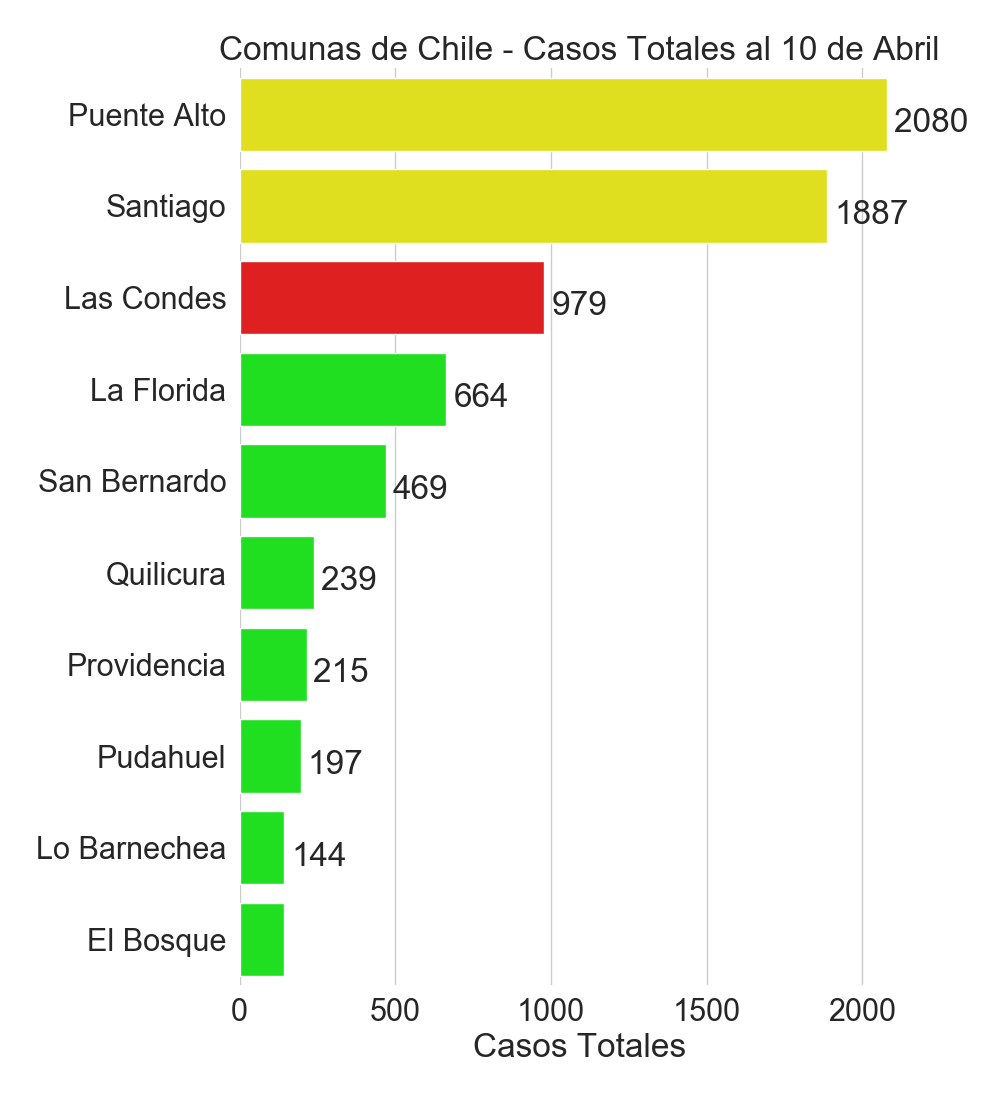 Comunas de Chile - Casos Totales al 10 de Abril
Puente Alto 2080
Santiago 1887
Las Condes 979
La Florida 664
San Bernardo 469
Quilicura 239
Providencia 215
Pudahuel 197
Lo Barnechea 144
El Bosque
0 500 1000 1500 2000
Casos Totales